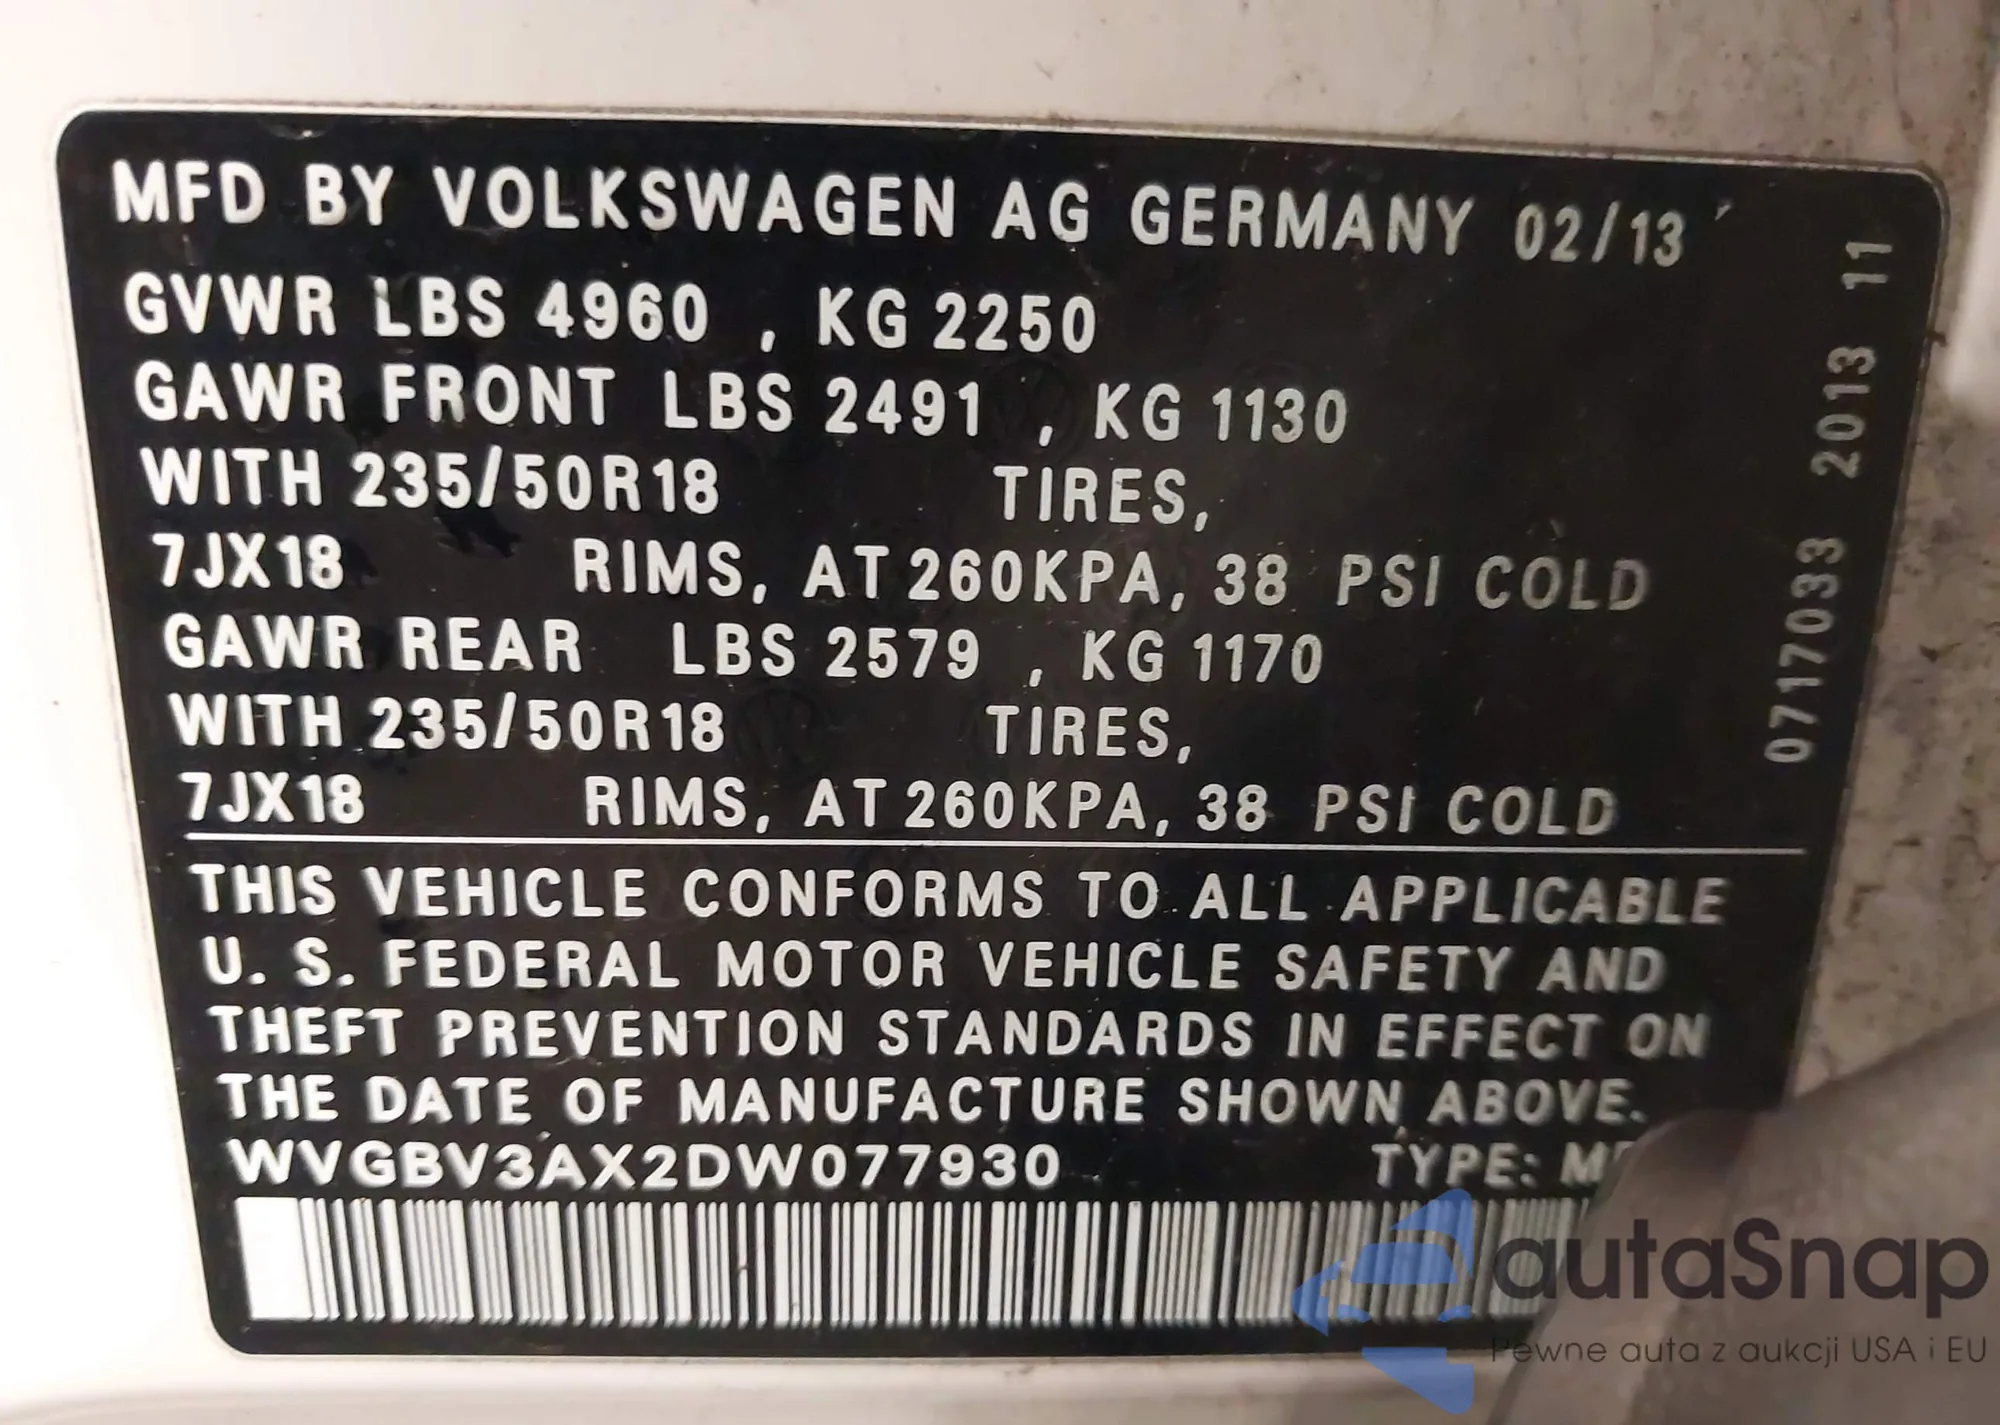 MFD BY VOLKSWAGEN AG GERMANY 02/13
GVWR LBS 4960 , KG 2250
GAWR FRONT LBS 2491 , KG 1130
WITH 235/50R18 TIRES,
7JX18 RIMS, AT 260KPA, 38 PSI COLD
GAWR REAR LBS 2579 , KG 1170
WITH 235/50R18 TIRES,
7JX18 RIMS, AT 260KPA, 38 PSI COLD
THIS VEHICLE CONFORMS TO ALL APPLICABLE
U. S. FEDERAL MOTOR VEHICLE SAFETY AND
THEFT PREVENTION STANDARDS IN EFFECT ON
THE DATE OF MANUFACTURE SHOWN ABOVE.
WVGBV3AX2DW077930 TYPE:
0717033 2013 11
autaSnap
Pewne auta z aukcji USA i EU